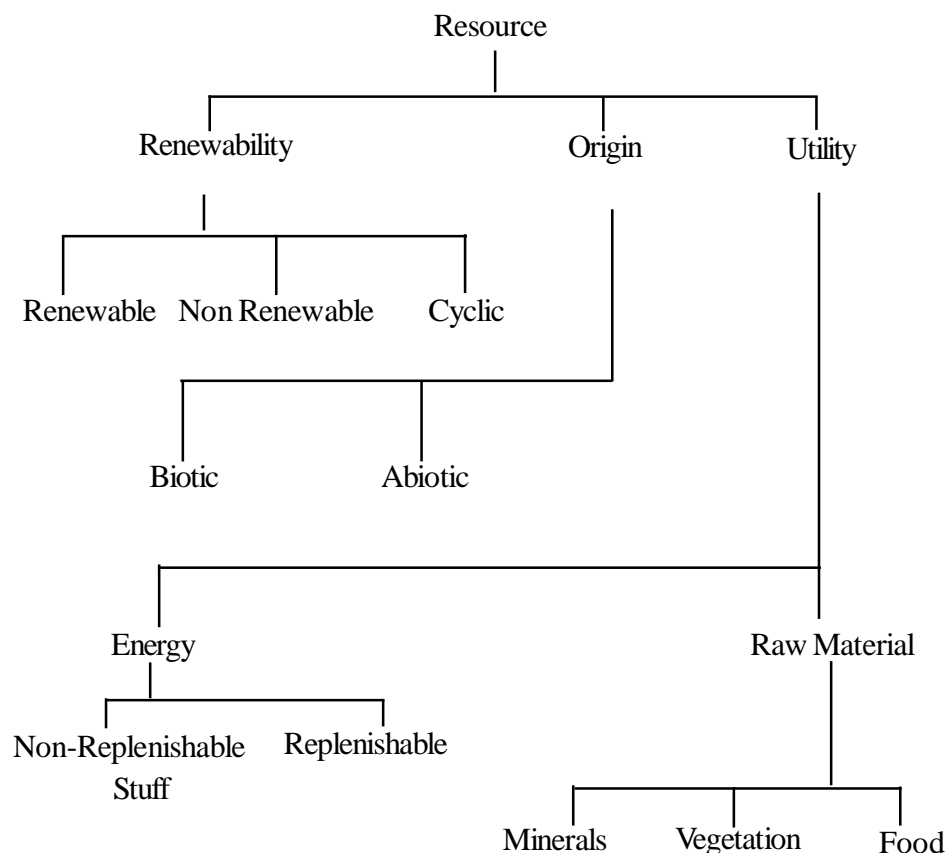 Resource
Renewability Origin Utility
Renewable Non Renewable Cyclic
Biotic Abiotic
Energy Raw Material
Non-Replenishable Replenishable
Stuff
Minerals Vegetation Food